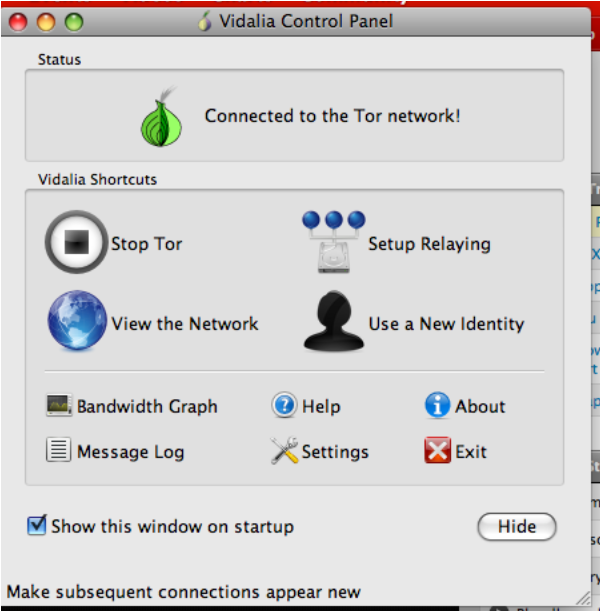 Vidalia Control Panel
Status
Connected to the Tor network!
Vidalia Shortcuts
Stop Tor
Setup Relaying
View the Network
Use a New Identity
Bandwidth Graph
Help
About
Message Log
Settings
Exit
Show this window on startup
Hide
Make subsequent connections appear new